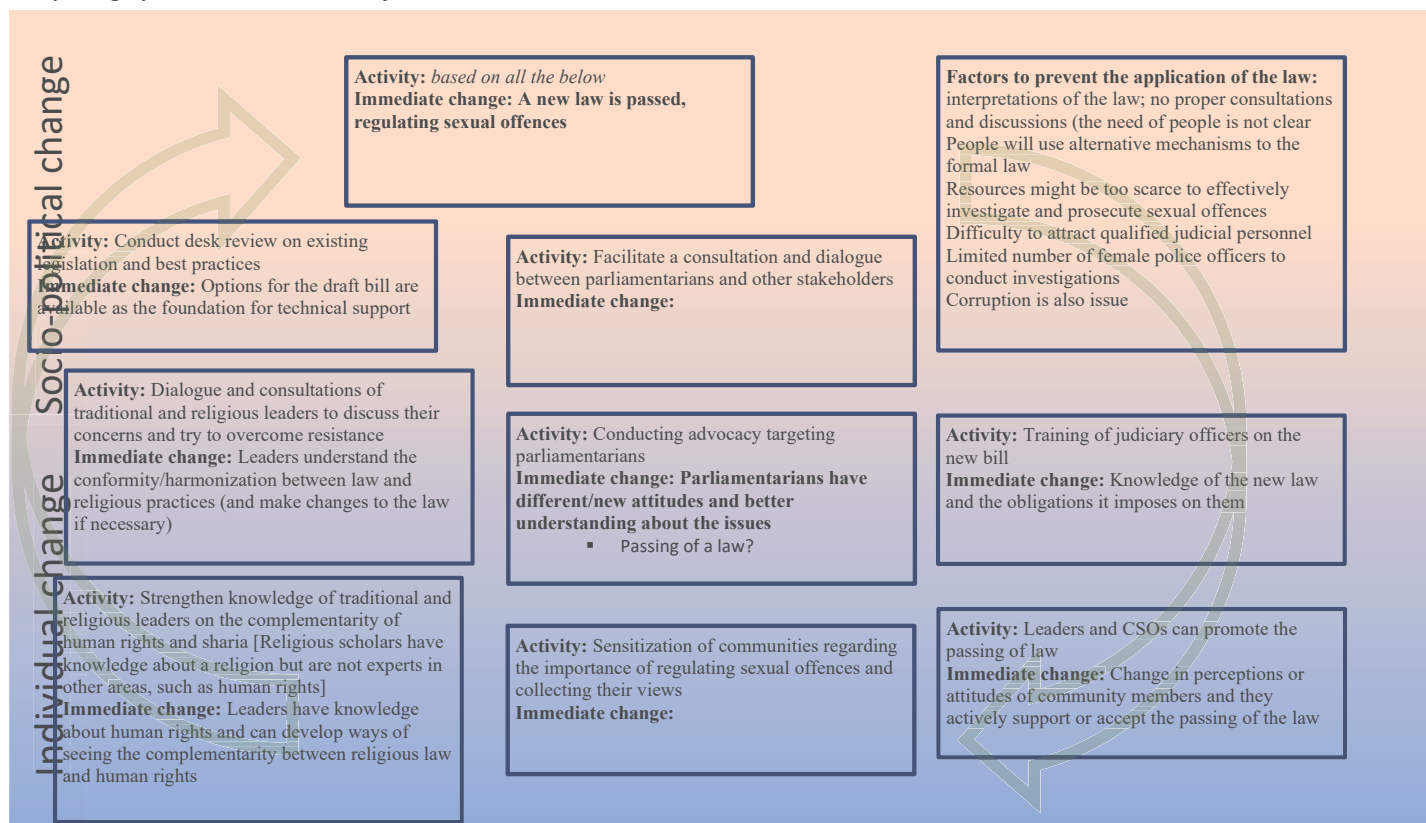 Socio-political change
Individual change
Activity: based on all the below
Immediate change: A new law is passed,
regulating sexual offences
Factors to prevent the application of the law:
interpretations of the law; no proper consultations
and discussions (the need of people is not clear
People will use alternative mechanisms to the
formal law
Resources might be too scarce to effectively
investigate and prosecute sexual offences
Difficulty to attract qualified judicial personnel
Limited number of female police officers to
conduct investigations
Corruption is also issue
Activity: Conduct desk review on existing
legislation and best practices
Immediate change: Options for the draft bill are
available as the foundation for technical support
Activity: Facilitate a consultation and dialogue
between parliamentarians and other stakeholders
Immediate change:
Activity: Dialogue and consultations of
traditional and religious leaders to discuss their
concerns and try to overcome resistance
Immediate change: Leaders understand the
conformity/harmonization between law and
religious practices (and make changes to the law
if necessary)
Activity: Conducting advocacy targeting
parliamentarians
Immediate change: Parliamentarians have
different/new attitudes and better
understanding about the issues
▪ Passing of a law?
Activity: Training of judiciary officers on the
new bill
Immediate change: Knowledge of the new law
and the obligations it imposes on them
Activity: Strengthen knowledge of traditional and
religious leaders on the complementarity of
human rights and sharia [Religious scholars have
knowledge about a religion but are not experts in
other areas, such as human rights]
Immediate change: Leaders have knowledge
about human rights and can develop ways of
seeing the complementarity between religious law
and human rights
Activity: Sensitization of communities regarding
the importance of regulating sexual offences and
collecting their views
Immediate change:
Activity: Leaders and CSOs can promote the
passing of law
Immediate change: Change in perceptions or
attitudes of community members and they
actively support or accept the passing of the law